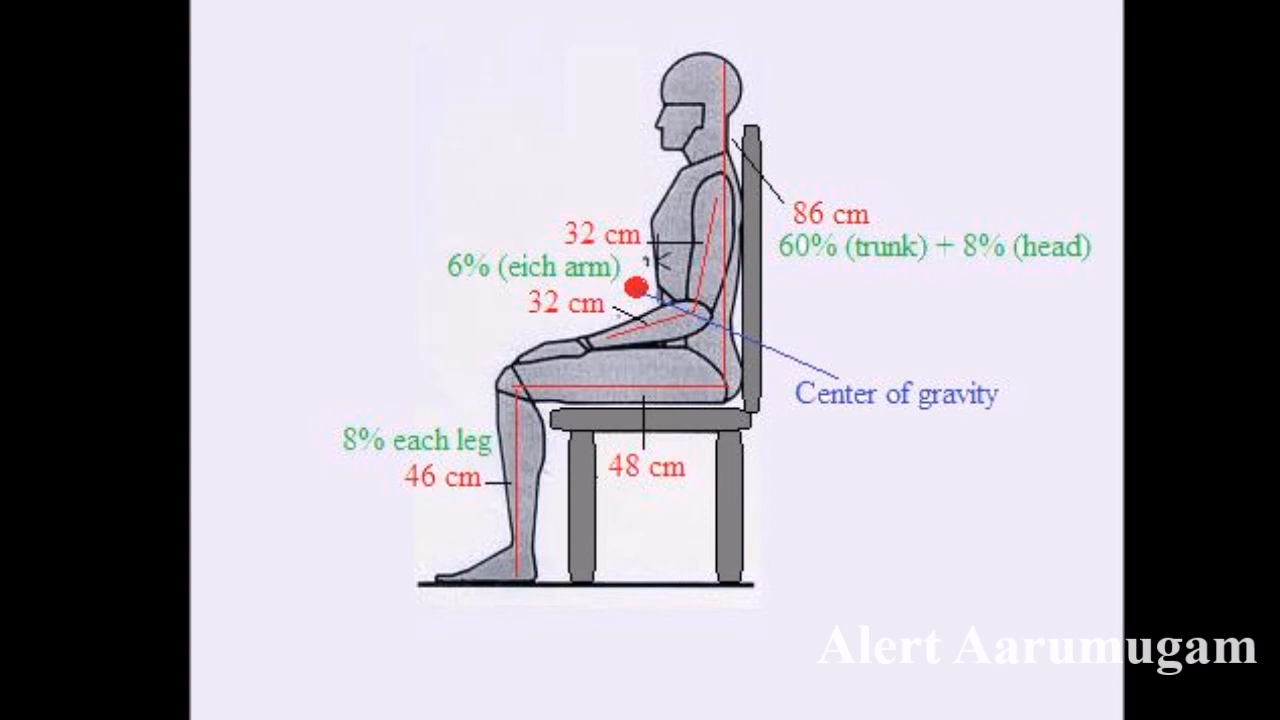 86 cm
60% (trunk) + 8% (head)
32 cm
6% (eich arm)
32 cm
Center of gravity
8% each leg
46 cm
48 cm
Alert Aarumugam